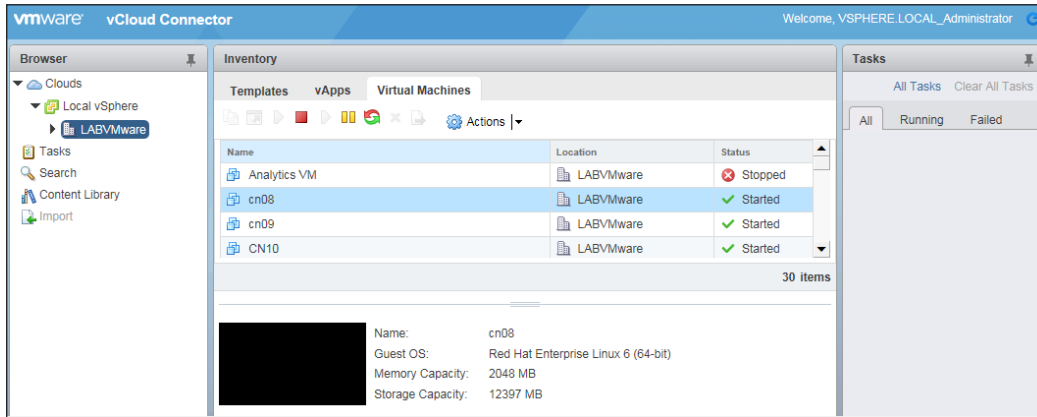 vmware vCloud Connector
Welcome, VSPHERE.LOCAL_Administrator
Browser
Clouds
Local vSphere
LABVMware
Tasks
Search
Content Library
Import
Inventory
Templates vApps Virtual Machines
Actions
Name Location Status
Analytics VM LABVMware Stopped
cn08 LABVMware Started
cn09 LABVMware Started
CN10 LABVMware Started
30 items
Name: cn08
Guest OS: Red Hat Enterprise Linux 6 (64-bit)
Memory Capacity: 2048 MB
Storage Capacity: 12397 MB
Tasks
All Tasks Clear All Tasks
All Running Failed